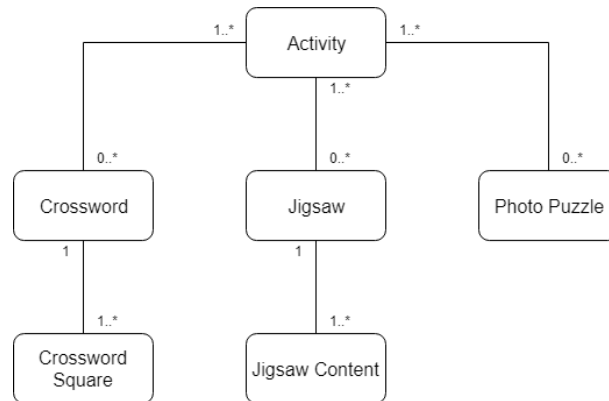 Activity
1..*
1..*
1..*
0..*
0..*
0..*
Crossword
Jigsaw
Photo Puzzle
1
1
1..*
1..*
Crossword
Square
Jigsaw Content